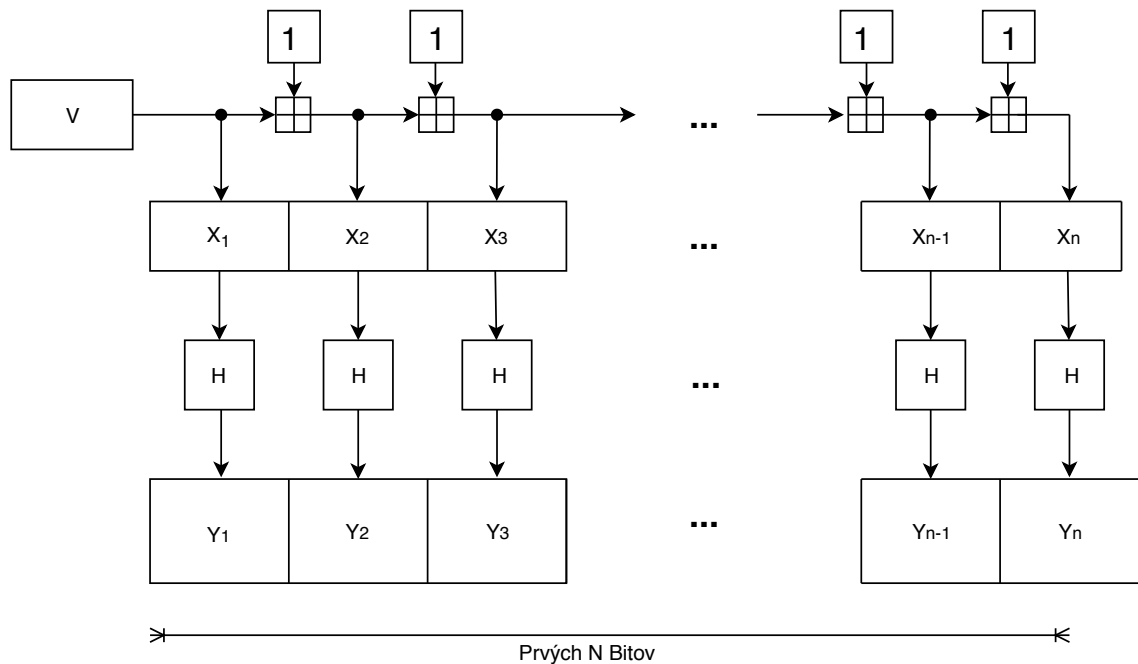 1 1 1 1
V
...
X1 X2 X3 ... Xn-1 Xn
H H H ... H H
Y1 Y2 Y3 ... Yn-1 Yn
Prvých N Bitov